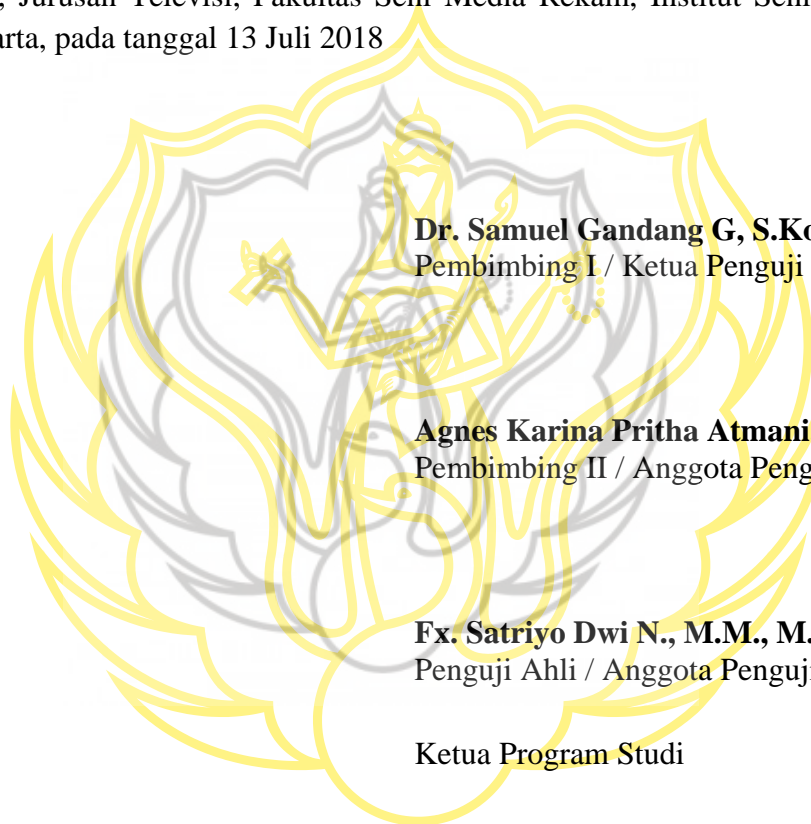 , Jurusan Televisi, Fakultas Seni Media Rekam, Institut Seni
arta, pada tanggal 13 Juli 2018
Dr. Samuel Gandang G, S.Ko
Pembimbing I / Ketua Penguji
Agnes Karina Pritha Atmani
Pembimbing II / Anggota Peng
Fx. Satriyo Dwi N., M.M., M.
Penguji Ahli / Anggota Penguji
Ketua Program Studi